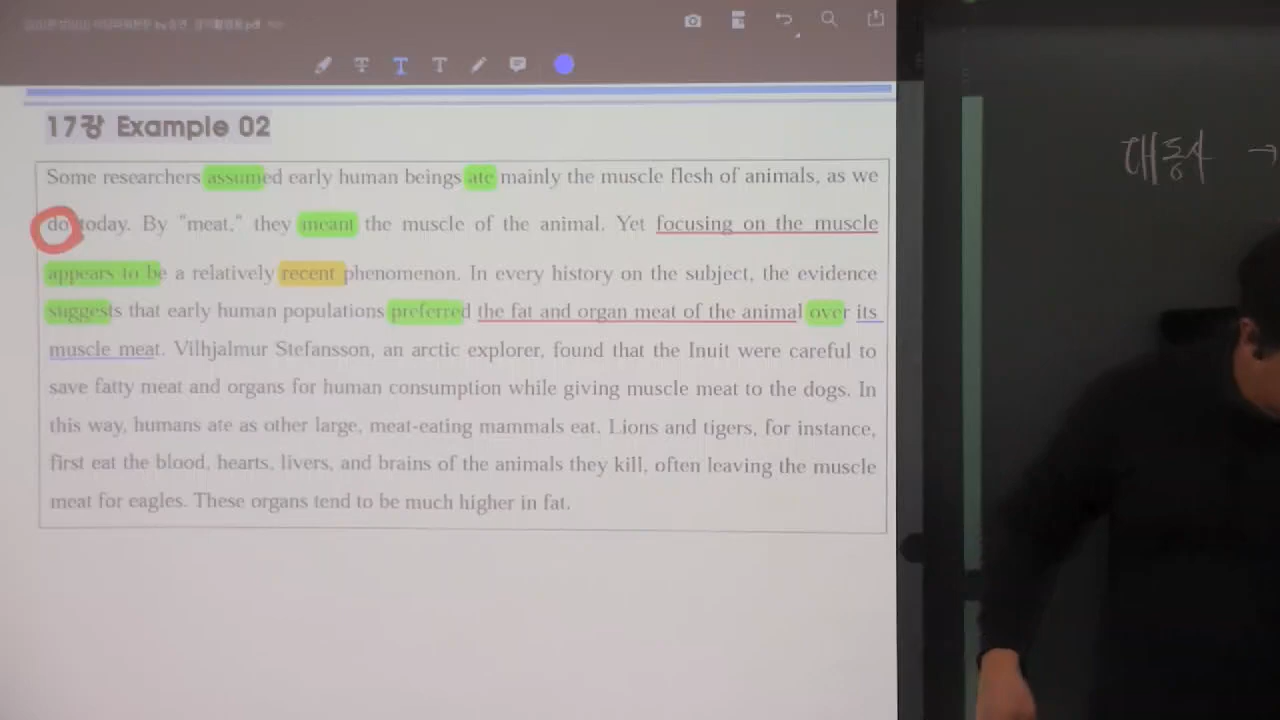 17강 Example 02
대동사 →
Some researchers assumed early human beings ate mainly the muscle flesh of animals, as we
do today. By "meat," they meant the muscle of the animal. Yet focusing on the muscle
appears to be a relatively recent phenomenon. In every history on the subject, the evidence
suggests that early human populations preferred the fat and organ meat of the animal over its
muscle meat. Vilhjalmur Stefansson, an arctic explorer, found that the Inuit were careful to
save fatty meat and organs for human consumption while giving muscle meat to the dogs. In
this way, humans ate as other large, meat-eating mammals eat. Lions and tigers, for instance,
first eat the blood, hearts, livers, and brains of the animals they kill, often leaving the muscle
meat for eagles. These organs tend to be much higher in fat.